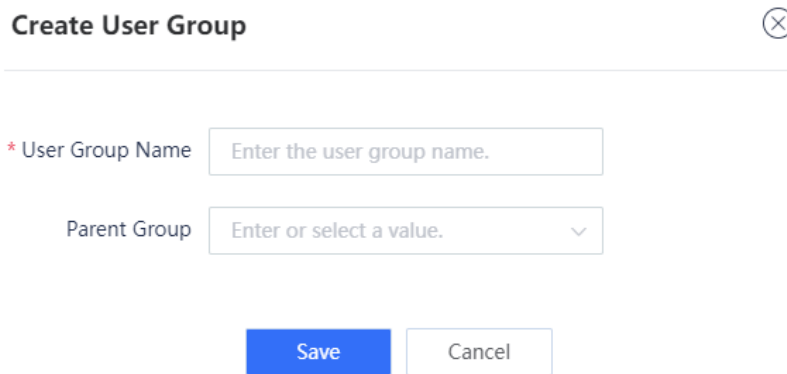 Create User Group
* User Group Name Enter the user group name.
Parent Group Enter or select a value.
Save Cancel